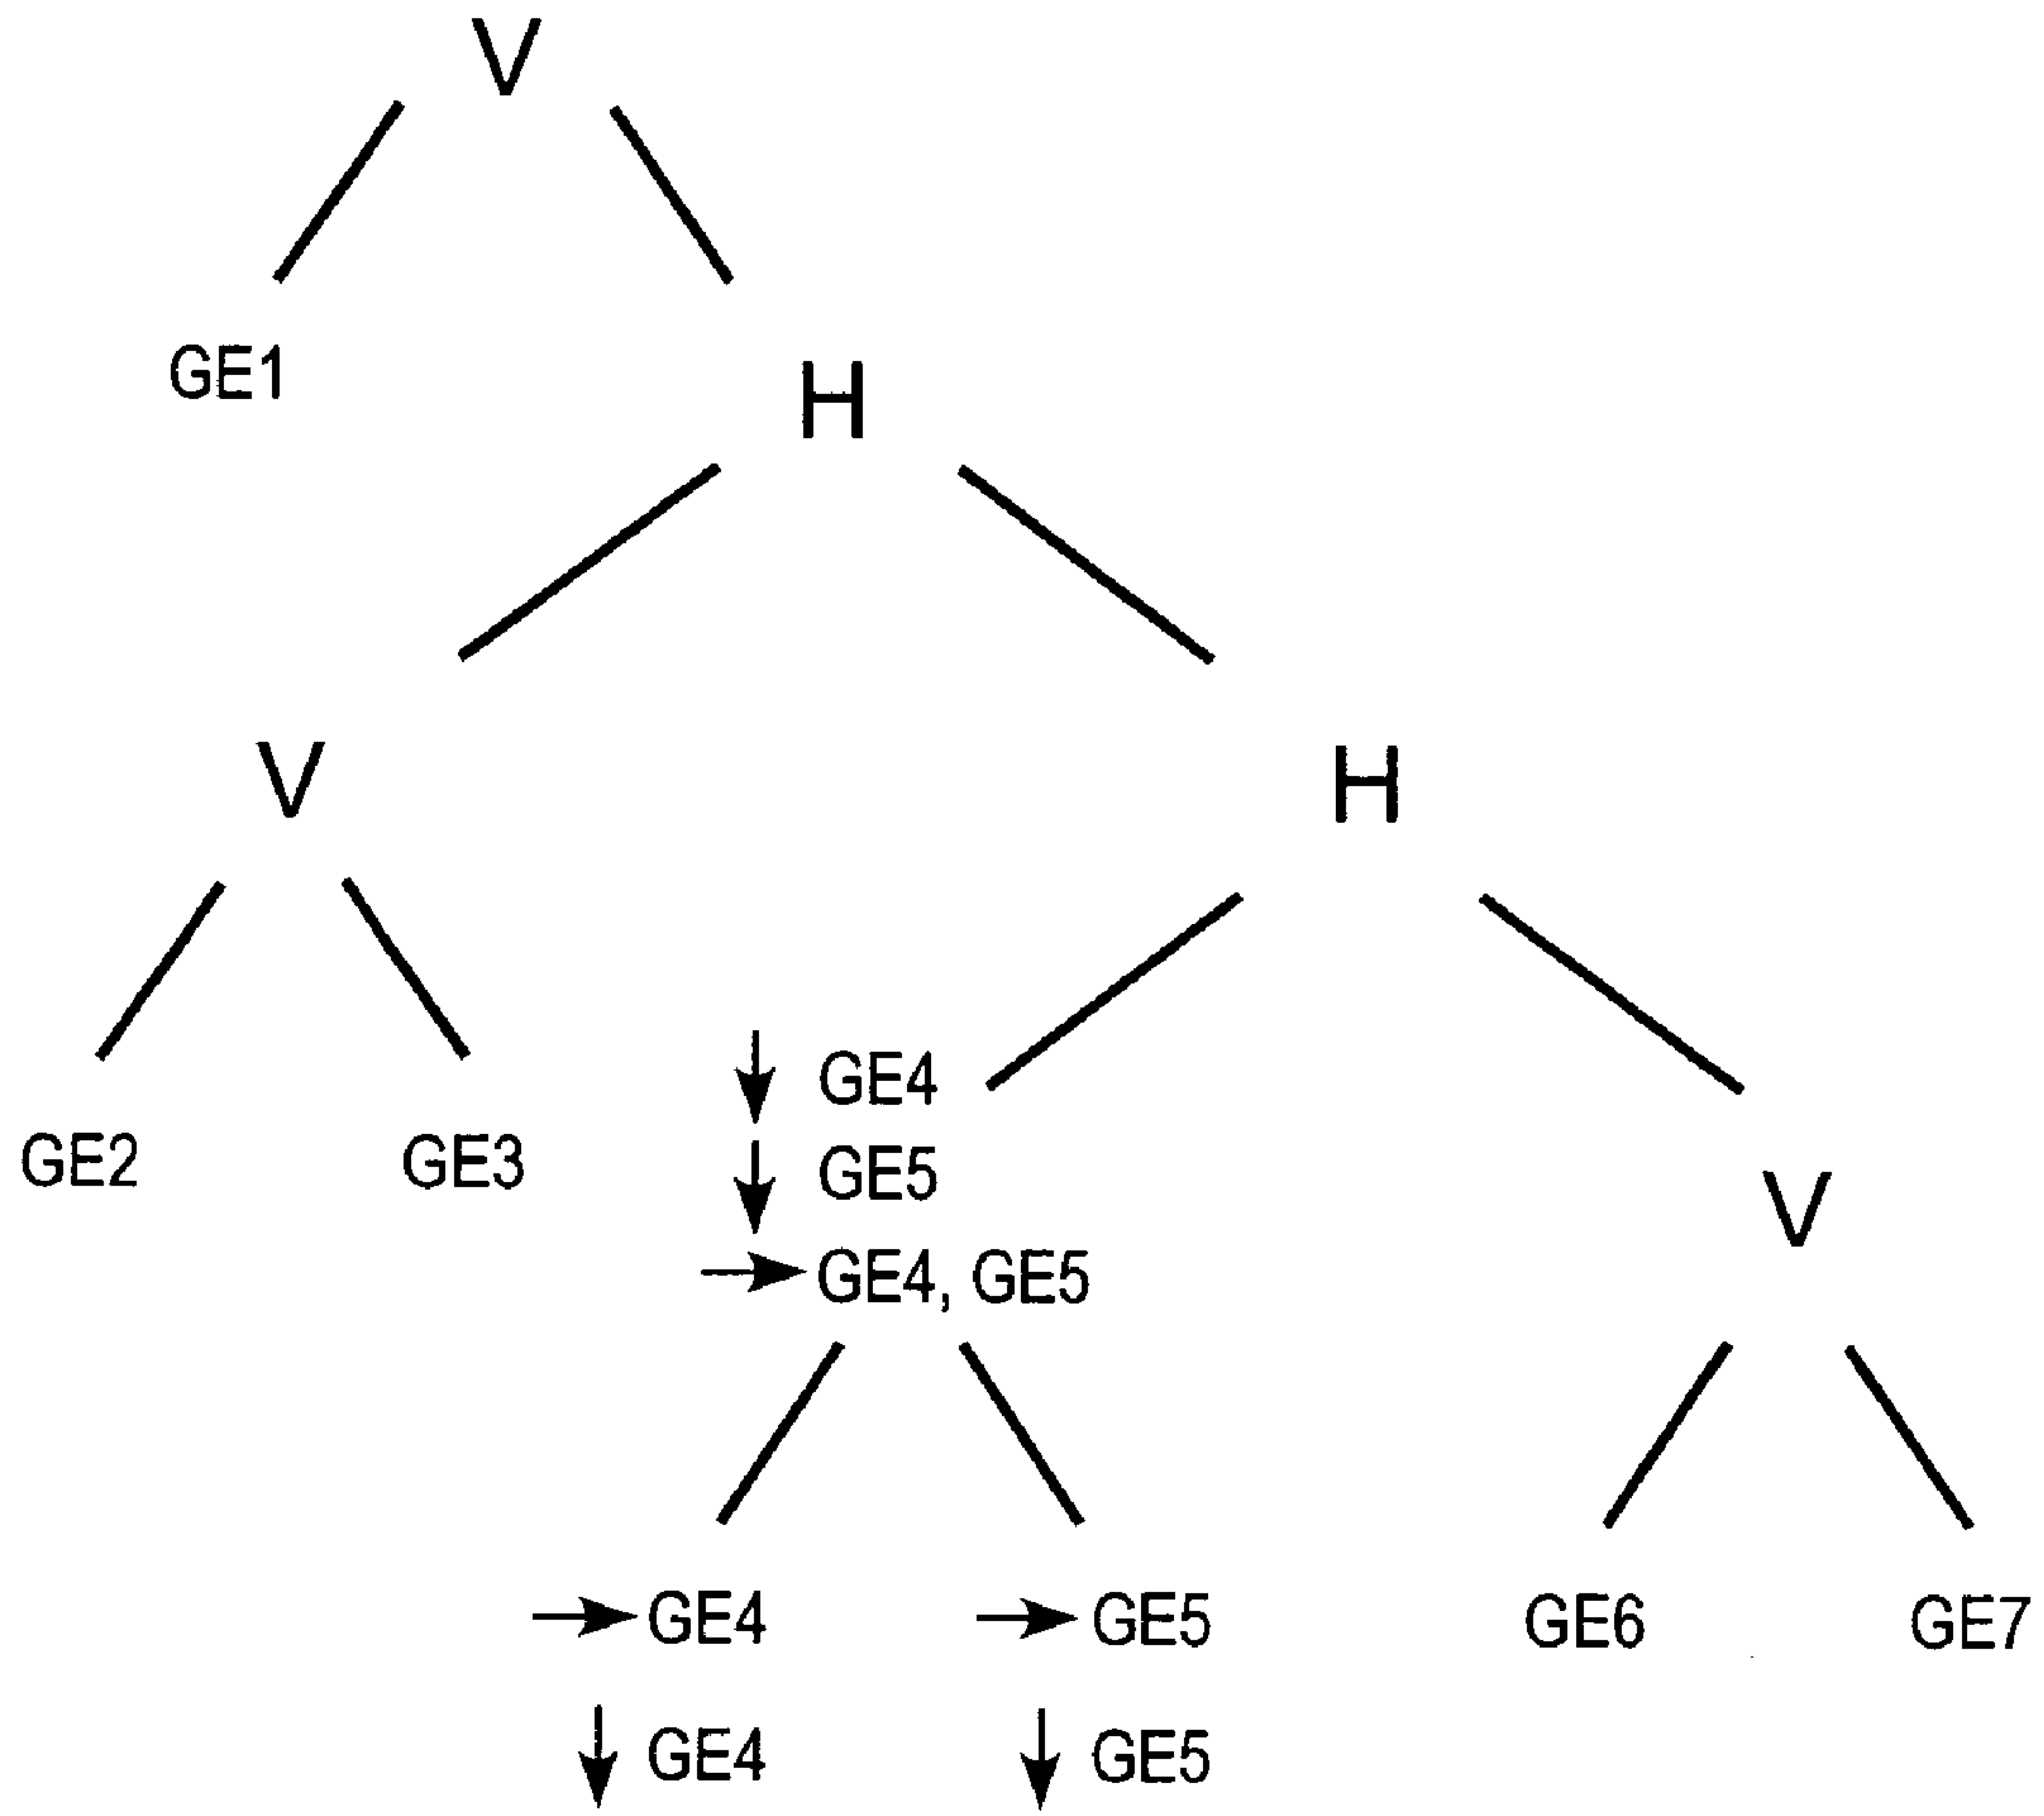 V
GE1
H
V
H
GE2 GE3
↓ GE4
↓ GE5
→ GE4, GE5
V
→ GE4 → GE5
GE6 GE7
↓ GE4 ↓ GE5